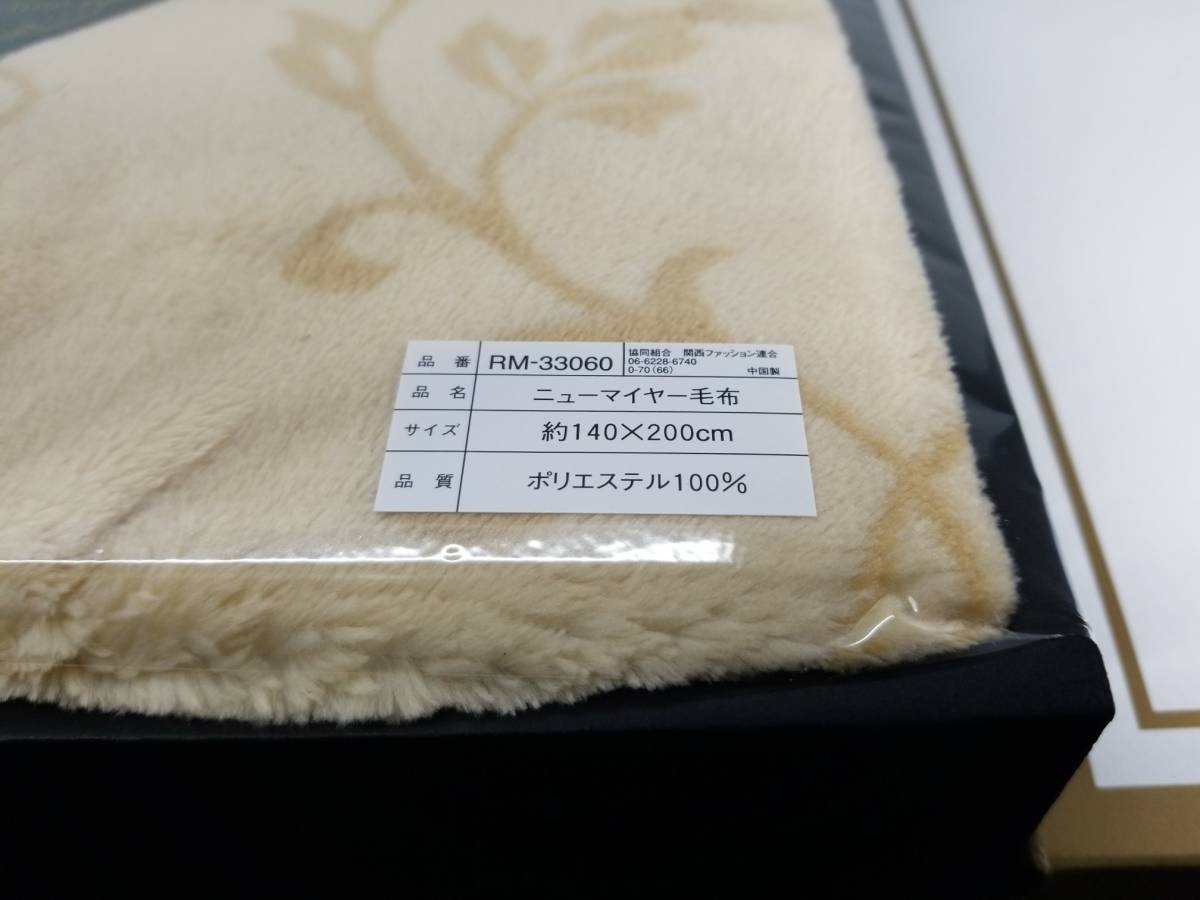 品 番 RM-33060 協同組合 関西ファッション連合
06-6228-6740
0-70(66) 中国製
品 名 ニューマイヤー毛布
サイズ 約140×200cm
品 質 ポリエステル100%